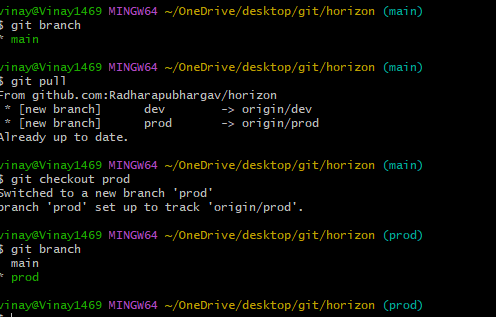 vinay@Vinay1469 MINGW64 ~/OneDrive/desktop/git/horizon (main)
$ git branch
* main
vinay@Vinay1469 MINGW64 ~/OneDrive/desktop/git/horizon (main)
$ git pull
From github.com:Radharapubhargav/horizon
 * [new branch]      dev        -> origin/dev
 * [new branch]      prod       -> origin/prod
Already up to date.
vinay@Vinay1469 MINGW64 ~/OneDrive/desktop/git/horizon (main)
$ git checkout prod
Switched to a new branch 'prod'
branch 'prod' set up to track 'origin/prod'.
vinay@Vinay1469 MINGW64 ~/OneDrive/desktop/git/horizon (prod)
$ git branch
  main
* prod
vinay@Vinay1469 MINGW64 ~/OneDrive/desktop/git/horizon (prod)
$